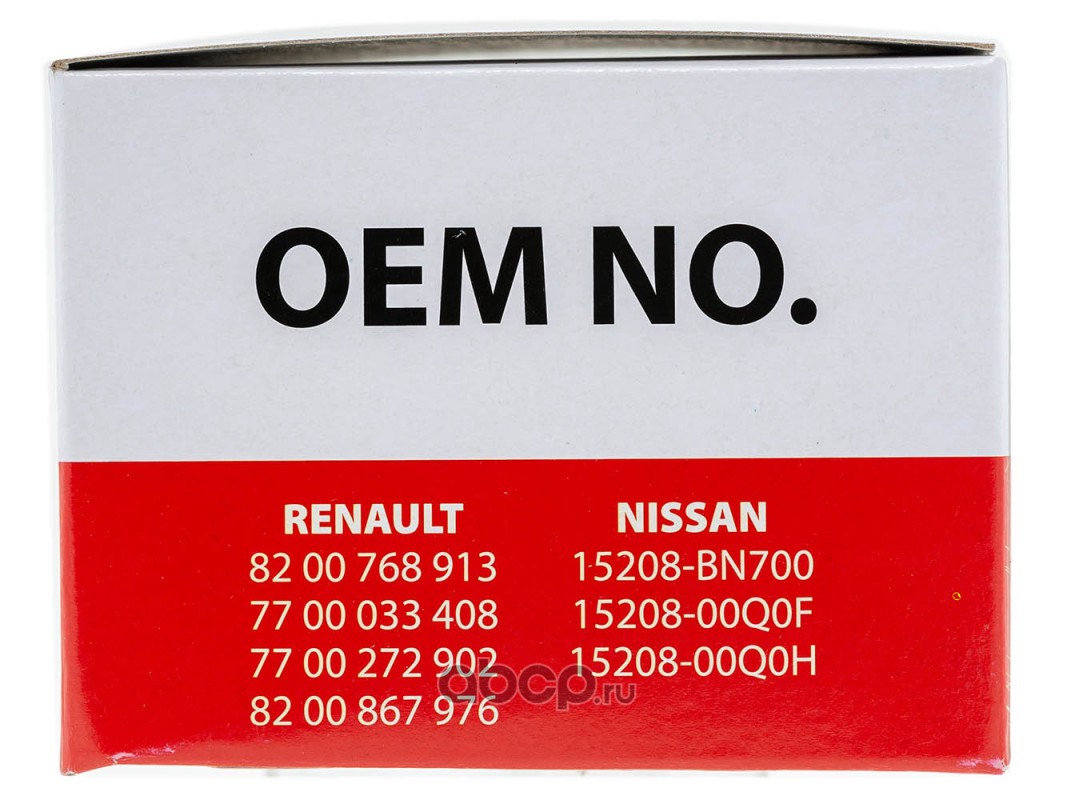 OEM NO.
RENAULT
82 00 768 913
77 00 033 408
77 00 272 902
82 00 867 976
NISSAN
15208-BN700
15208-00Q0F
15208-00Q0H
abcp.ru